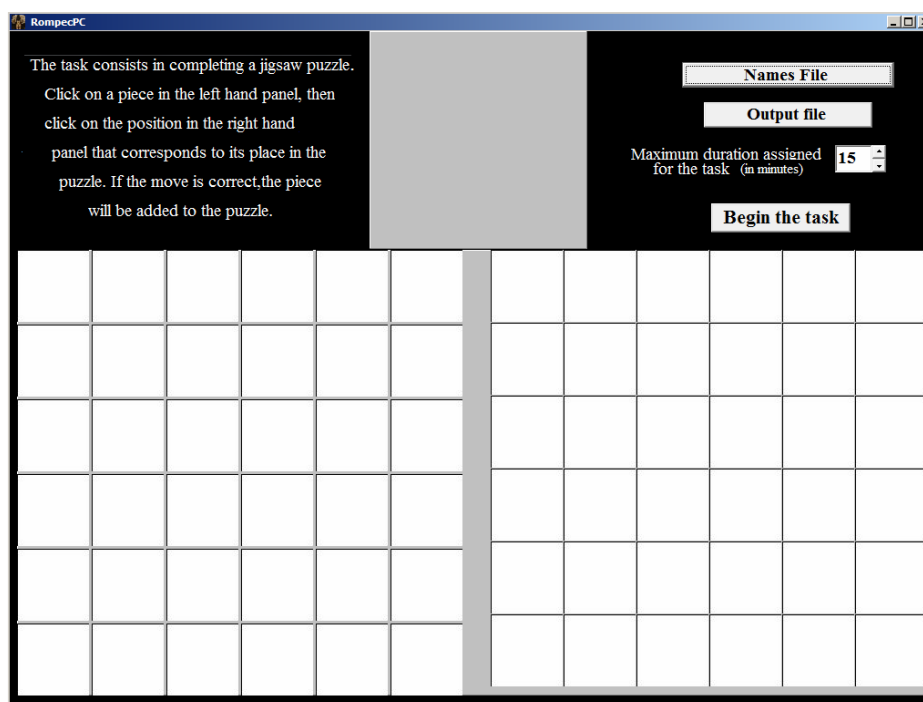 RompecPC
The task consists in completing a jigsaw puzzle.
Click on a piece in the left hand panel, then
click on the position in the right hand
panel that corresponds to its place in the
puzzle. If the move is correct,the piece
will be added to the puzzle.
Names File
Output file
Maximum duration assigned
for the task (in minutes)
15
Begin the task